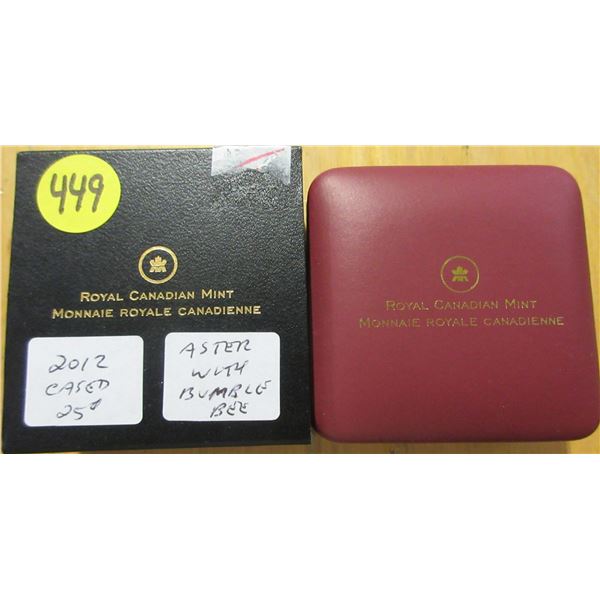 449
ROYAL CANADIAN MINT
MONNAIE ROYALE CANADIENNE
2012
CASED
25¢
ASTER
WITH
BUMBLE
BEE
ROYAL CANADIAN MINT
MONNAIE ROYALE CANADIENNE